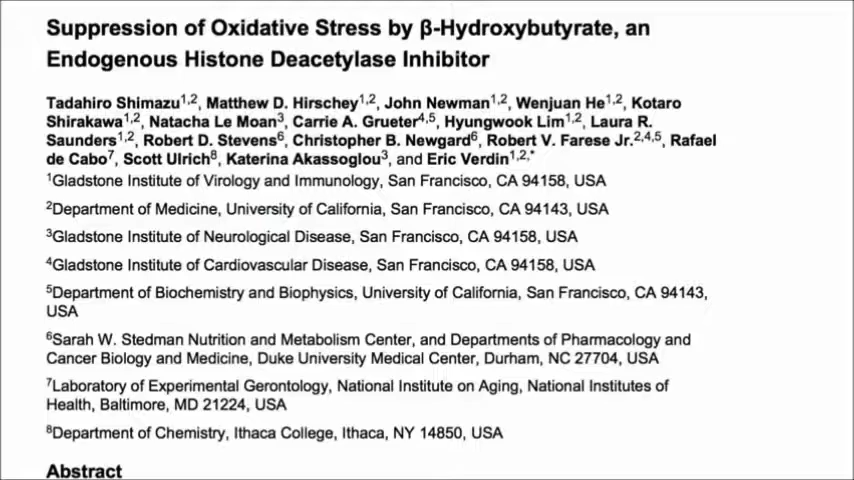 Suppression of Oxidative Stress by β-Hydroxybutyrate, an
Endogenous Histone Deacetylase Inhibitor
Tadahiro Shimazu1,2, Matthew D. Hirschey1,2, John Newman1,2, Wenjuan He1,2, Kotaro
Shirakawa1,2, Natacha Le Moan3, Carrie A. Grueter4,5, Hyungwook Lim1,2, Laura R.
Saunders1,2, Robert D. Stevens6, Christopher B. Newgard6, Robert V. Farese Jr.2,4,5, Rafael
de Cabo7, Scott Ulrich8, Katerina Akassoglou3, and Eric Verdin1,2,*
1Gladstone Institute of Virology and Immunology, San Francisco, CA 94158, USA
2Department of Medicine, University of California, San Francisco, CA 94143, USA
3Gladstone Institute of Neurological Disease, San Francisco, CA 94158, USA
4Gladstone Institute of Cardiovascular Disease, San Francisco, CA 94158, USA
5Department of Biochemistry and Biophysics, University of California, San Francisco, CA 94143,
USA
6Sarah W. Stedman Nutrition and Metabolism Center, and Departments of Pharmacology and
Cancer Biology and Medicine, Duke University Medical Center, Durham, NC 27704, USA
7Laboratory of Experimental Gerontology, National Institute on Aging, National Institutes of
Health, Baltimore, MD 21224, USA
8Department of Chemistry, Ithaca College, Ithaca, NY 14850, USA
Abstract